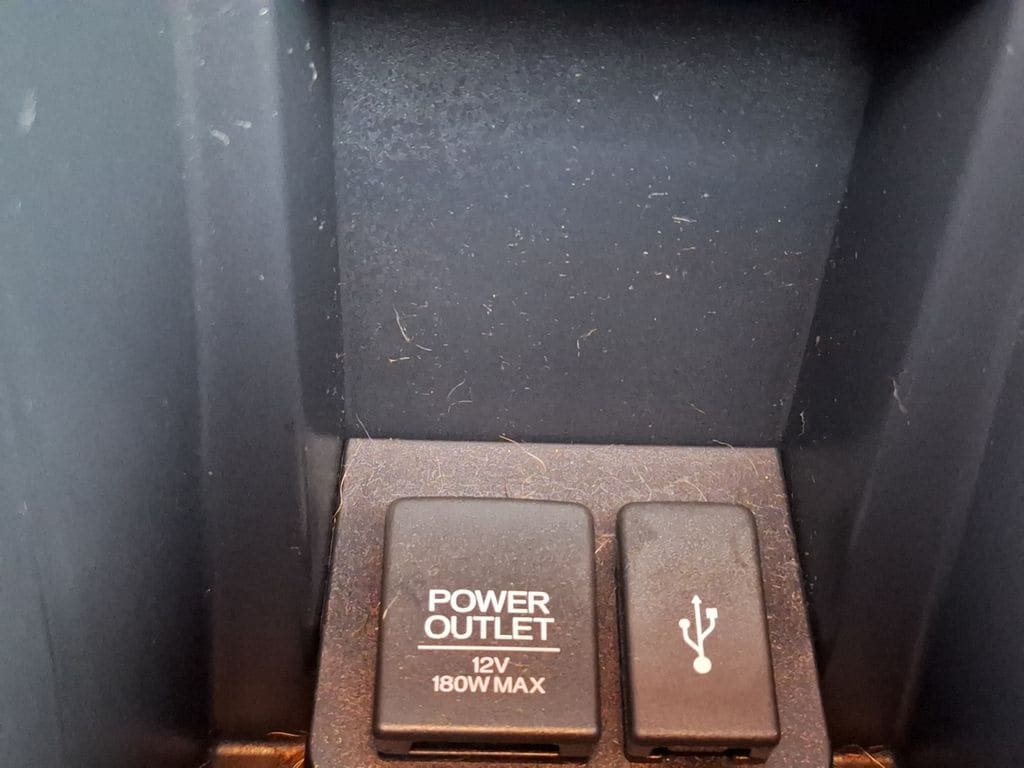 POWER
OUTLET
12V
180W MAX